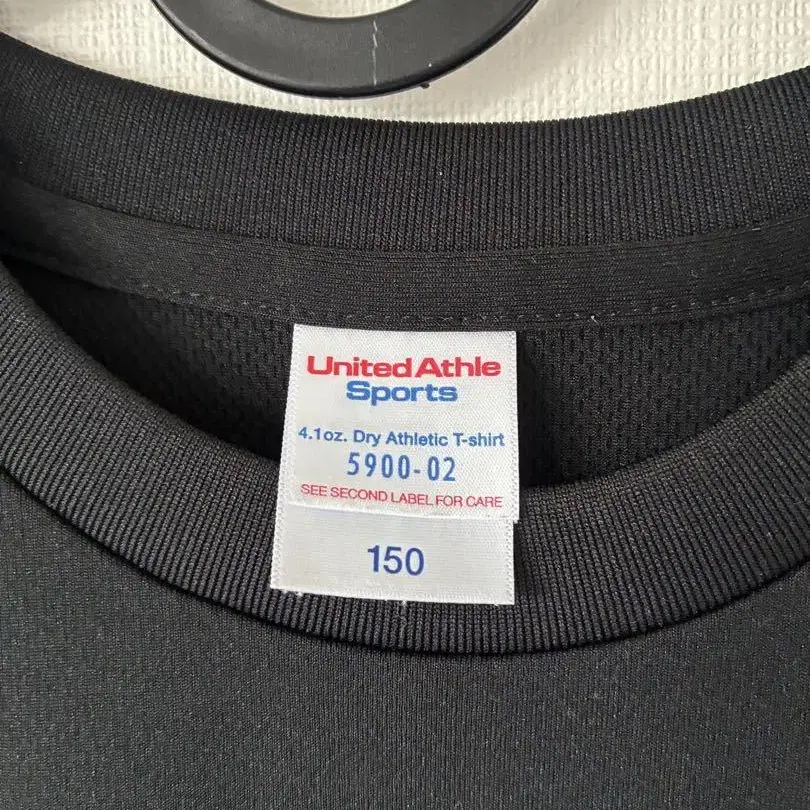 United Athle
Sports
4.1oz. Dry Athletic T-shirt
5900-02
SEE SECOND LABEL FOR CARE
150